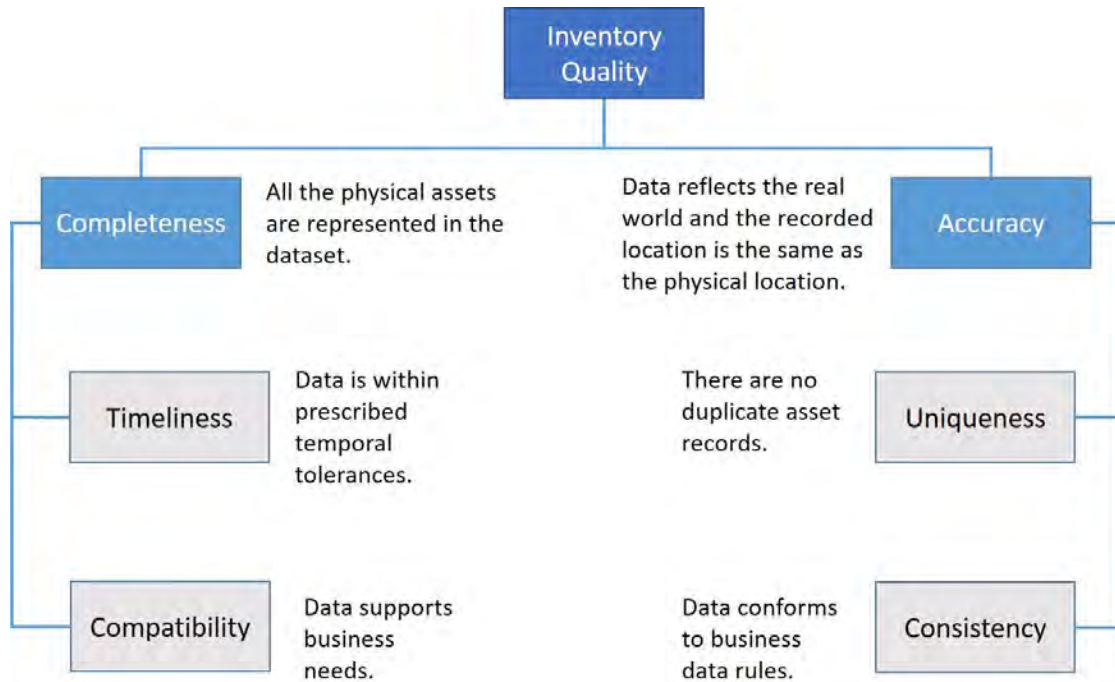 Inventory
Quality
Completeness
All the physical assets
are represented in the
dataset.
Data reflects the real
world and the recorded
location is the same as
the physical location.
Accuracy
Timeliness
Data is within
prescribed
temporal
tolerances.
There are no
duplicate asset
records.
Uniqueness
Compatibility
Data supports
business
needs.
Data conforms
to business
data rules.
Consistency